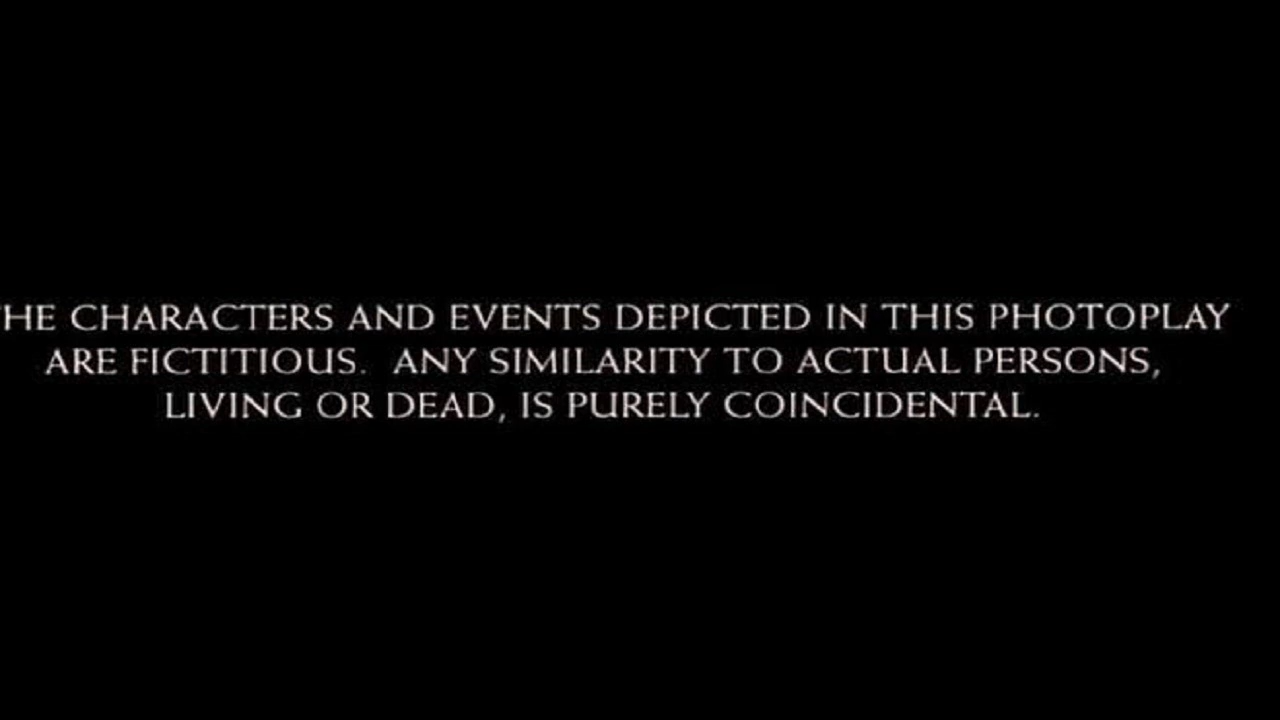 THE CHARACTERS AND EVENTS DEPICTED IN THIS PHOTOPLAY
ARE FICTITIOUS. ANY SIMILARITY TO ACTUAL PERSONS,
LIVING OR DEAD, IS PURELY COINCIDENTAL.